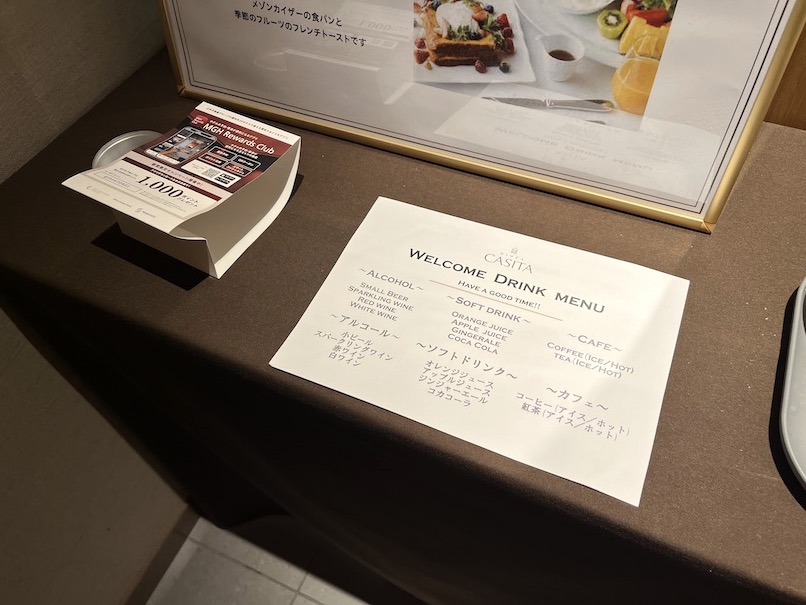 メゾンカイザーの食パンと
季節のフルーツのフレンチトーストです
MGH Rewards Club
1,000
CASITA
WELCOME DRINK MENU
HAVE A GOOD TIME!!
~ALCOHOL~
SMALL BEER
SPARKLING WINE
RED WINE
WHITE WINE
~SOFT DRINK~
ORANGE JUICE
APPLE JUICE
GINGERALE
COCA COLA
~CAFE~
COFFEE (ICE/HOT)
TEA (ICE/HOT)
~アルコール~
小ビール
スパークリングワイン
赤ワイン
白ワイン
~ソフトドリンク~
オレンジジュース
アップルジュース
ジンジャーエール
コカコーラ
~カフェ~
コーヒー(アイス/ホット)
紅茶(アイス/ホット)